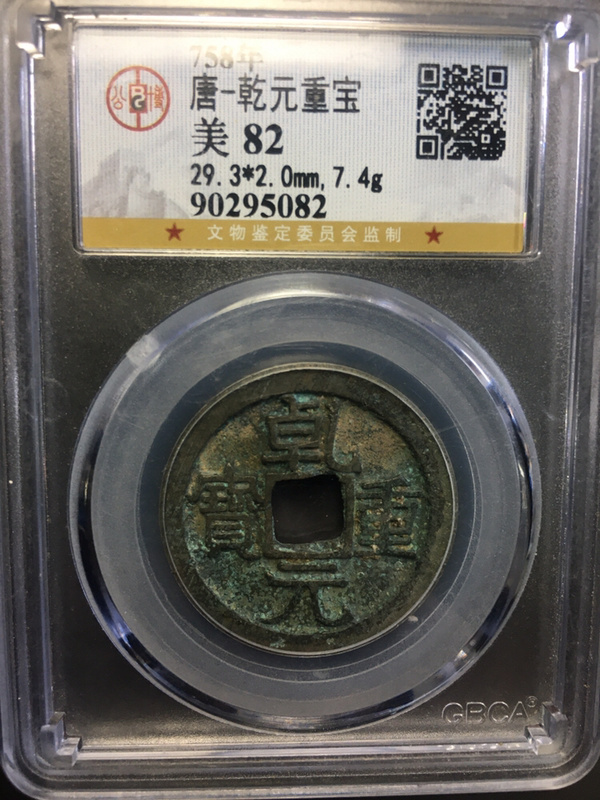 758年
唐-乾元重宝
美 82
29.3*2.0mm,7.4g
90295082
★ 文物鉴定委员会监制 ★
乾元重寶
GBCA®